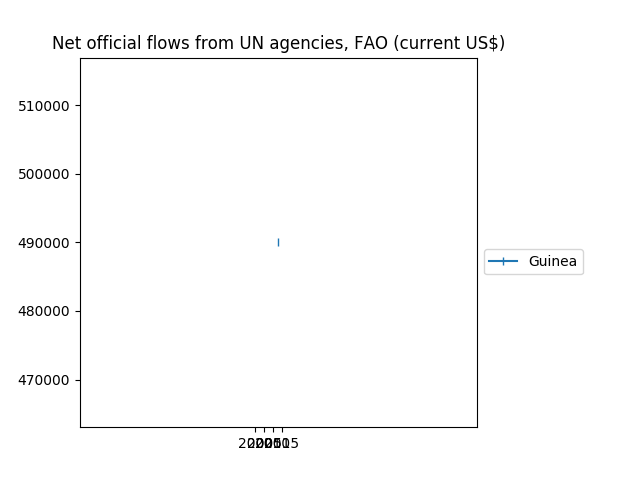 Net official flows from UN agencies, FAO (current US$)
510000
500000
490000
480000
470000
Guinea